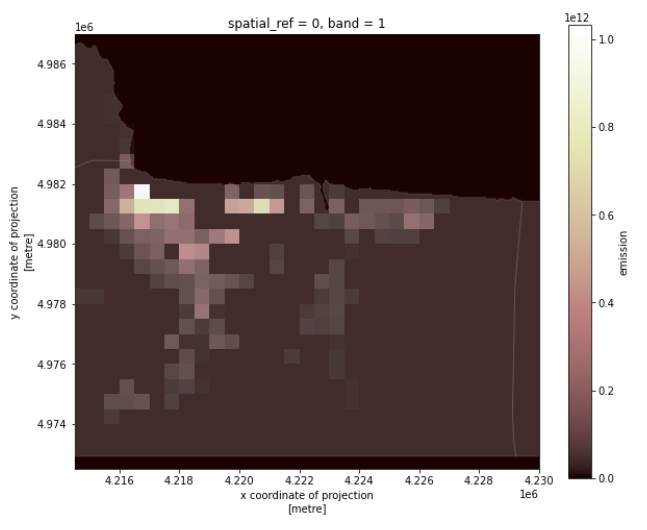 spatial_ref = 0, band = 1
1e6
1e12
4.986
4.984
4.982
4.980
4.978
4.976
4.974
y coordinate of projection
[metre]
4.216 4.218 4.220 4.222 4.224 4.226 4.228 4.230
1e6
x coordinate of projection
[metre]
1.0
0.8
0.6
0.4
0.2
0.0
emission